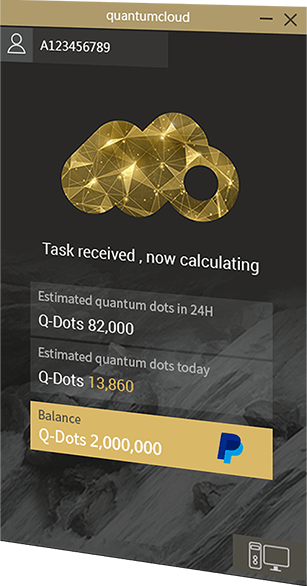 quantumcloud
A123456789
Task received , now calculating
Estimated quantum dots in 24H
Q-Dots 82,000
Estimated quantum dots today
Q-Dots 13,860
Balance
Q-Dots 2,000,000